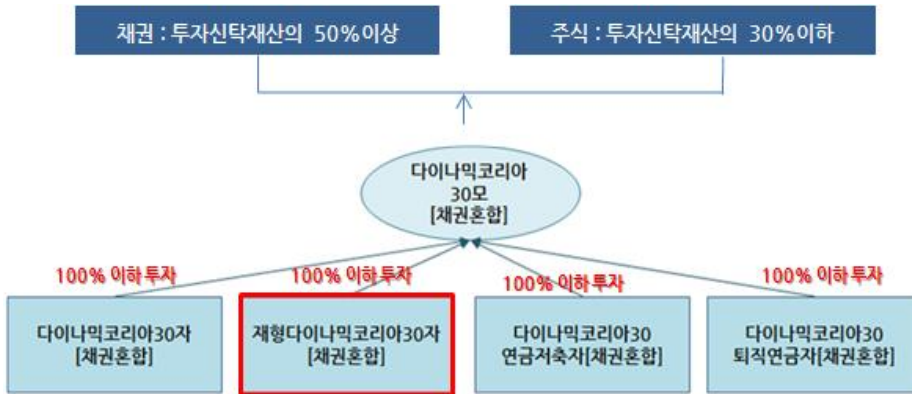 채권 : 투자신탁재산의 50%이상
주식 : 투자신탁재산의 30%이하
다이나믹코리아
30모
[채권혼합]
100% 이하 투자
100% 이하 투자
100% 이하 투자
100% 이하 투자
다이나믹코리아30자
[채권혼합]
재형다이나믹코리아30자
[채권혼합]
다이나믹코리아30
연금저축자[채권혼합]
다이나믹코리아30
퇴직연금자[채권혼합]